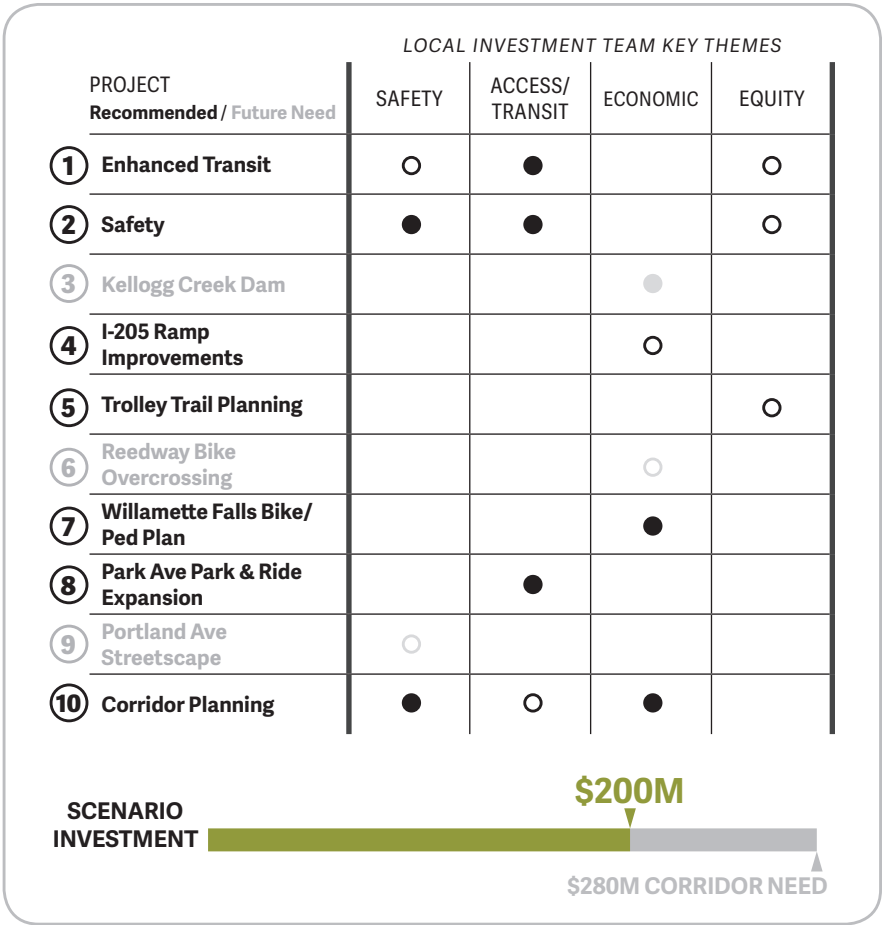 LOCAL INVESTMENT TEAM KEY THEMES
PROJECT
Recommended / Future Need
SAFETY
ACCESS/
TRANSIT
ECONOMIC
EQUITY
1 Enhanced Transit
2 Safety
3 Kellogg Creek Dam
4 I-205 Ramp
Improvements
5 Trolley Trail Planning
6 Reedway Bike
Overcrossing
7 Willamette Falls Bike/
Ped Plan
8 Park Ave Park & Ride
Expansion
9 Portland Ave
Streetscape
10 Corridor Planning
$200M
SCENARIO
INVESTMENT
$280M CORRIDOR NEED